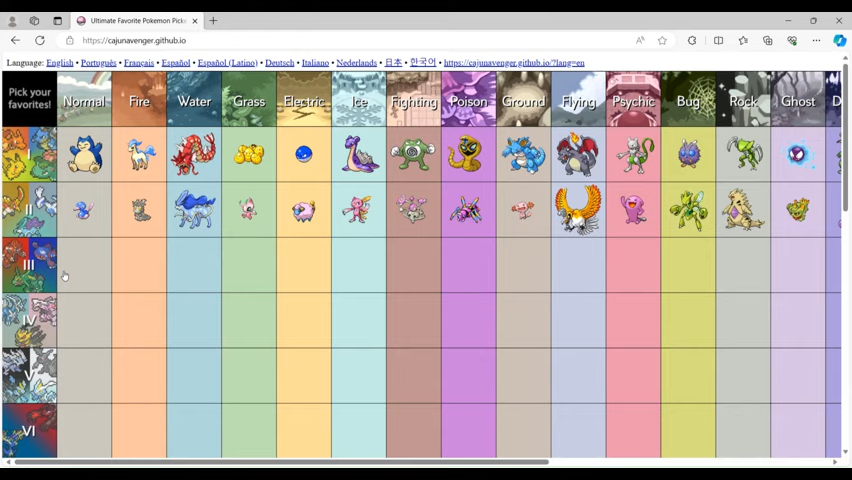 Ultimate Favorite Pokemon Picke
https://cajunavenger.github.io
Language: English • Português • Français • Español • Español (Latino) • Deutsch • Italiano • Nederlands • 日本 • 한국어 • https://cajunavenger.github.io/?lang=en
Pick your favorites! Normal Fire Water Grass Electric Ice Fighting Poison Ground Flying Psychic Bug Rock Ghost D
II
III
IV
V
VI